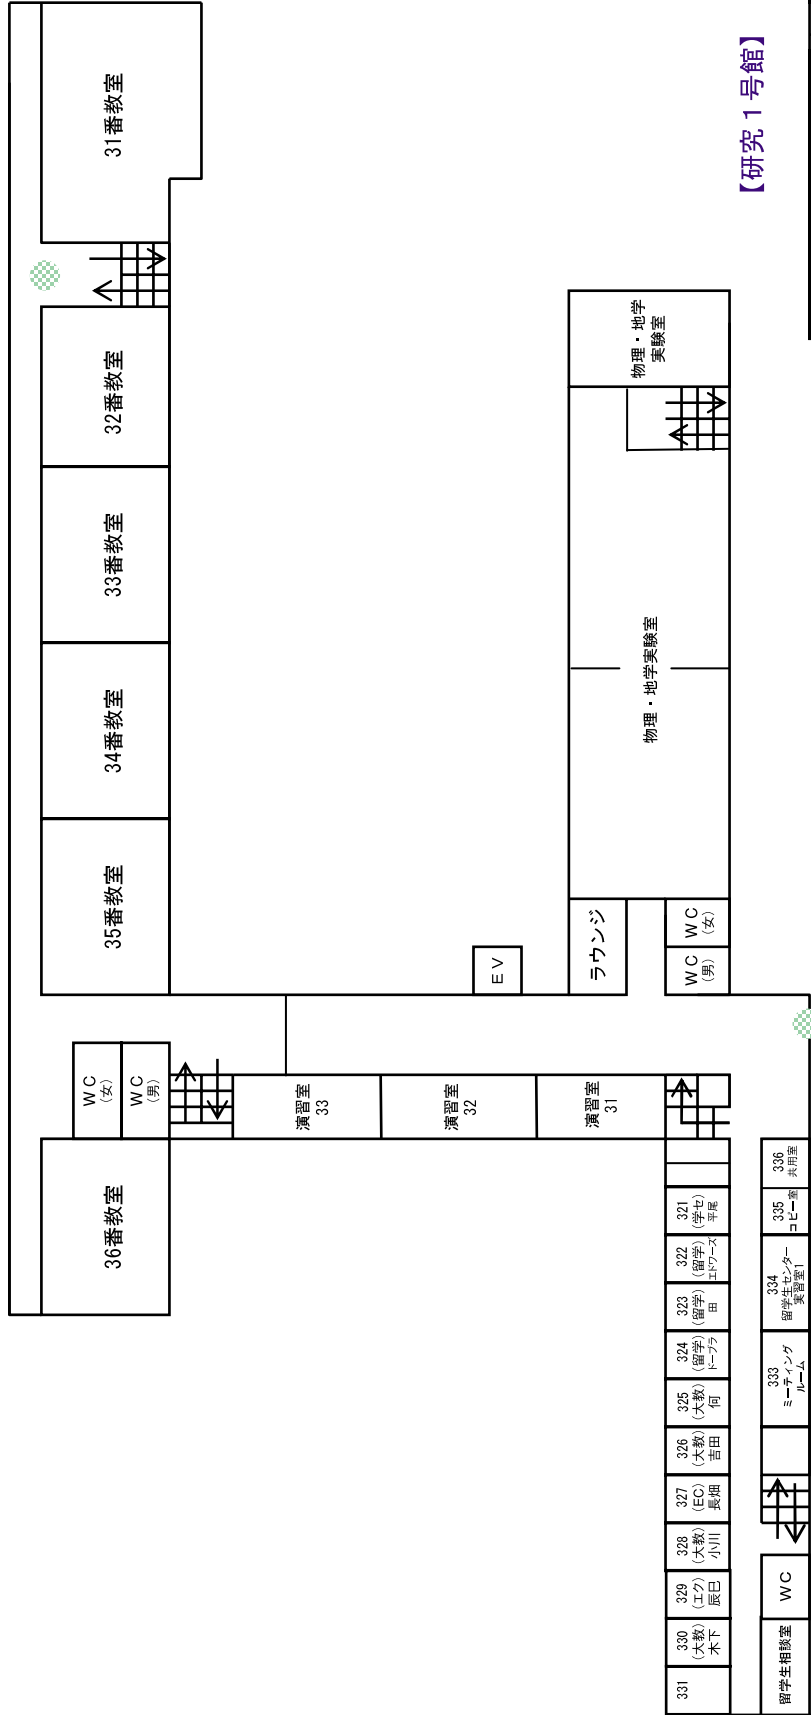 【研究１号館】
31番教室
32番教室
33番教室
34番教室
35番教室
36番教室
ＷＣ
(女)
ＷＣ
(男)
演習室
33
演習室
32
演習室
31
ＥＶ
ラウンジ
物理・地学
実験室
物理・地学実験室
ＷＣ
(女)
ＷＣ
(男)
321
(学セ)
平尾
322
(留学)
エドワーズ
323
(留学)
田
324
(留学)
ドーブラ
325
(大教)
何
326
(大教)
吉田
327
(EC)
長畑
328
(大教)
小川
329
(エク)
辰巳
330
(大教)
木下
331
336
共用室
335
コピー室
334
留学生センター
実習室1
333
ミーティング
ルーム
ＷＣ
留学生相談室